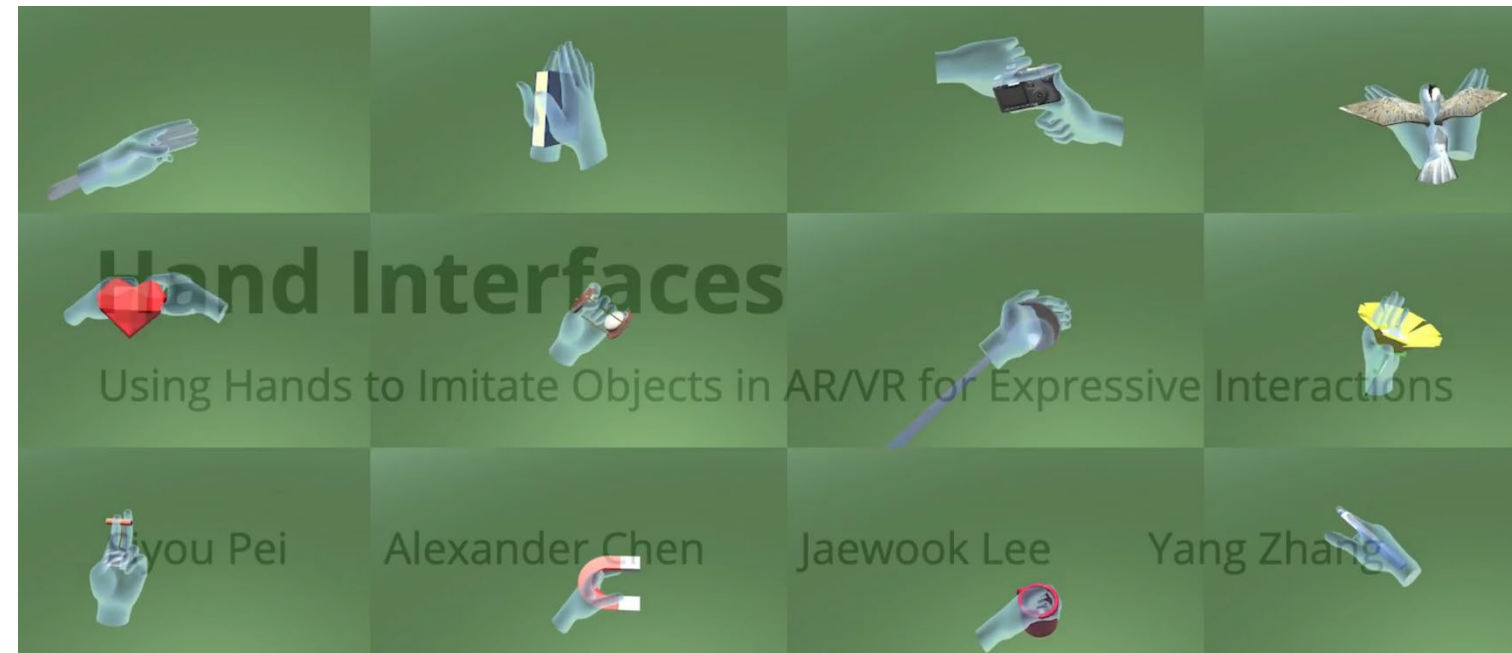 Hand Interfaces
Using Hands to Imitate Objects in AR/VR for Expressive Interactions
Pei Alexander Chen Jaewook Lee Yang Zhang